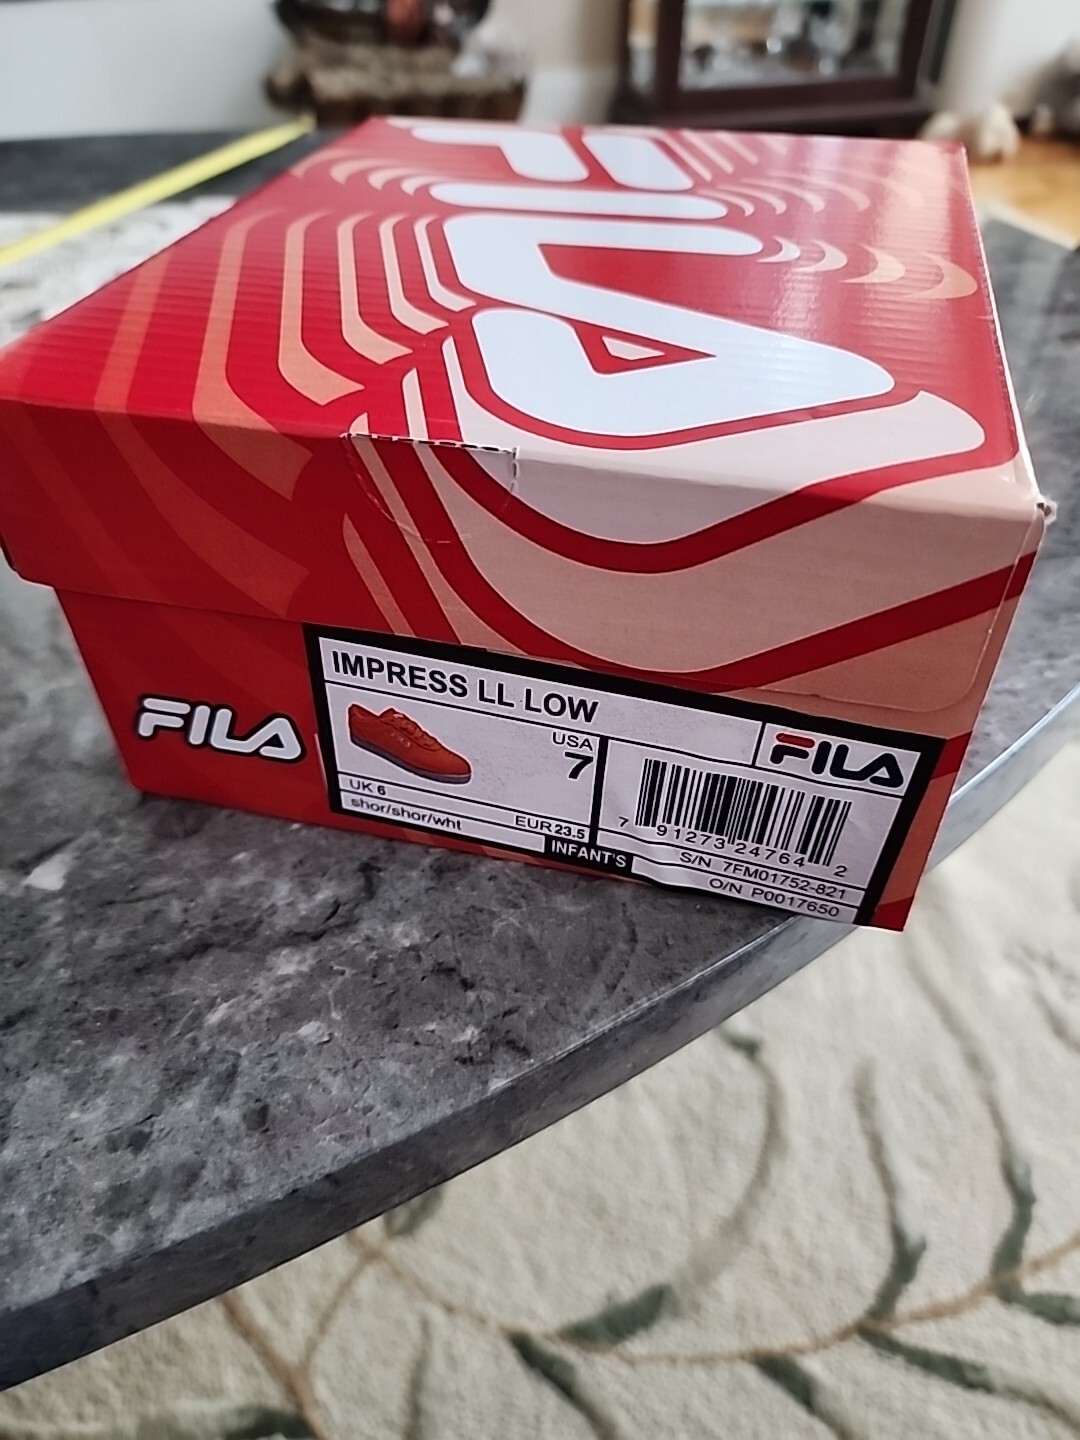 FILA
FILA
IMPRESS LL LOW
FILA
USA
7
UK 6
EUR 23.5
shor/shor/wht
INFANT'S
7 91273 24764 2
S/N 7FM01752-821
O/N P0017650